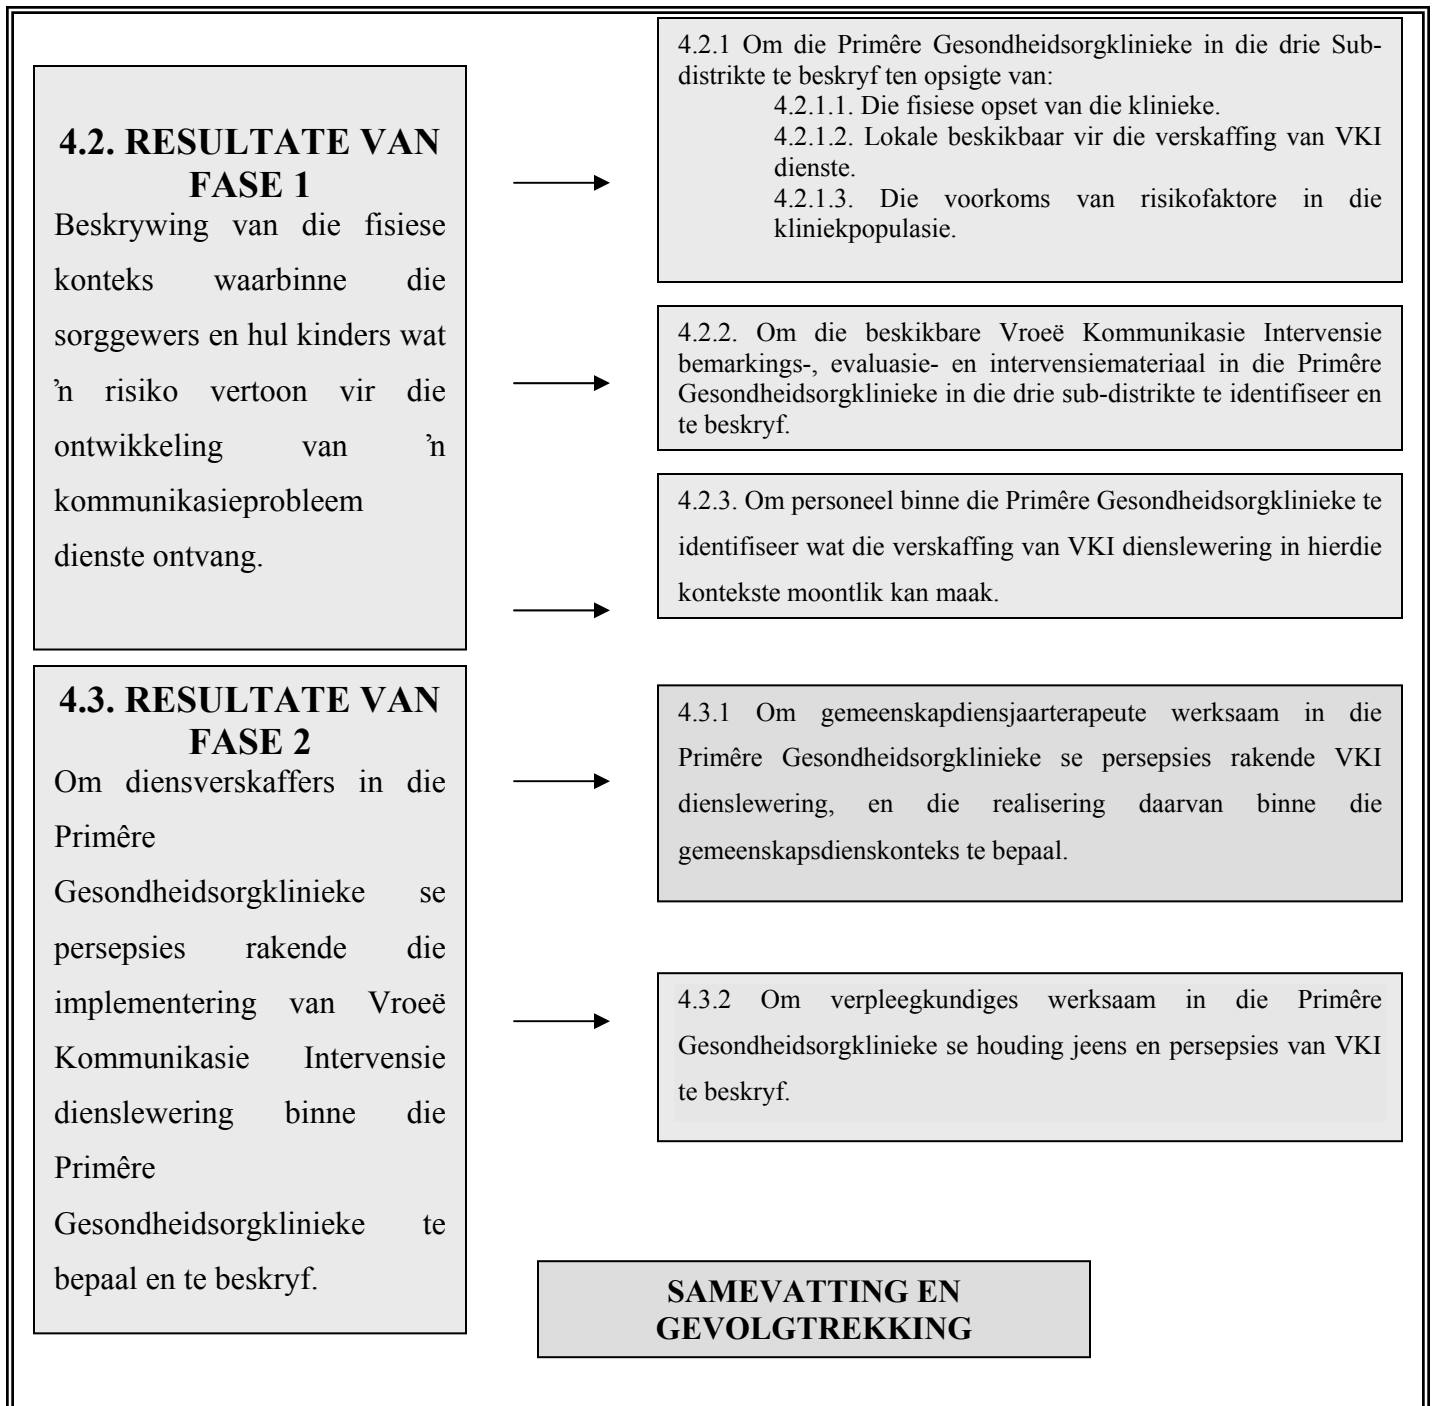 4.2. RESULTATE VAN
FASE 1
Beskrywing van die fisiese
konteks waarbinne die
sorggewers en hul kinders wat
'n risiko vertoon vir die
ontwikkeling van 'n
kommunikasieprobleem
dienste ontvang.
4.2.1 Om die Primêre Gesondheidsorgklinieke in die drie Sub-
distrikte te beskryf ten opsigte van:
4.2.1.1. Die fisiese opset van die klinieke.
4.2.1.2. Lokale beskikbaar vir die verskaffing van VKI
dienste.
4.2.1.3. Die voorkoms van risikofaktore in die
kliniekpopulasie.
4.2.2. Om die beskikbare Vroeë Kommunikasie Intervensie
bemarkings-, evaluasie- en intervensiemateriaal in die Primêre
Gesondheidsorgklinieke in die drie sub-distrikte te identifiseer en
te beskryf.
4.2.3. Om personeel binne die Primêre Gesondheidsorgklinieke te
identifiseer wat die verskaffing van VKI dienslewering in hierdie
kontekste moontlik kan maak.
4.3. RESULTATE VAN
FASE 2
Om diensverskaffers in die
Primêre
Gesondheidsorgklinieke se
persepsies rakende die
implementering van Vroeë
Kommunikasie Intervensie
dienslewering binne die
Primêre
Gesondheidsorgklinieke te
bepaal en te beskryf.
4.3.1 Om gemeenskapdiensjaarterapeute werksaam in die
Primêre Gesondheidsorgklinieke se persepsies rakende VKI
dienslewering, en die realisering daarvan binne die
gemeenskapsdienskonteks te bepaal.
4.3.2 Om verpleegkundiges werksaam in die Primêre
Gesondheidsorgklinieke se houding jeens en persepsies van VKI
te beskryf.
SAMEVATTING EN
GEVOLGTREKKING